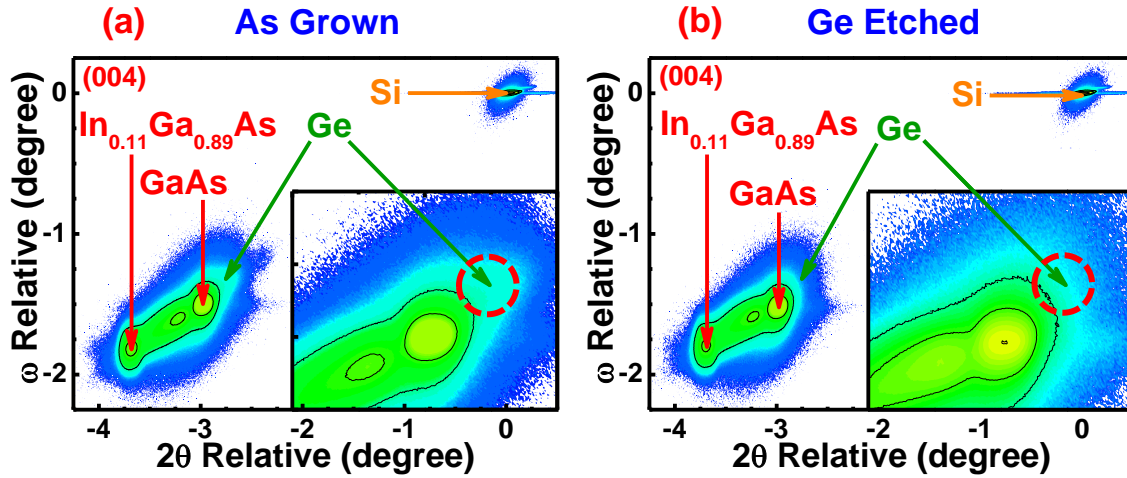 (a) As Grown
(004)
Si
In0.11Ga0.89As
Ge
GaAs
0
-1
-2
ω Relative (degree)
-4 -3 -2 -1 0
2θ Relative (degree)
(b) Ge Etched
(004)
Si
In0.11Ga0.89As
Ge
GaAs
0
-1
-2
ω Relative (degree)
-4 -3 -2 -1 0
2θ Relative (degree)